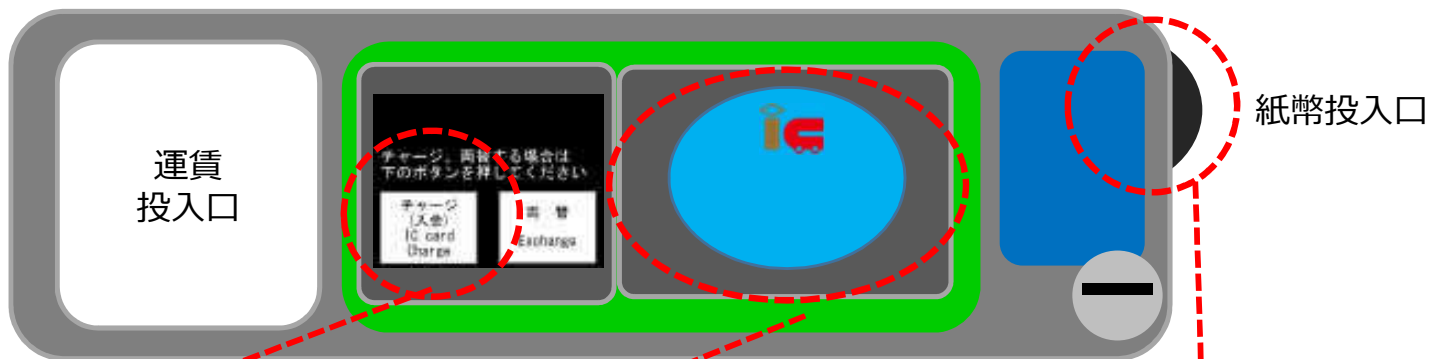 運賃
投入口
チャージ、両替する場合は
下のボタンを押してください
チャージ
(入金)
IC card
Charge
両 替
Exchange
ic
紙幣投入口